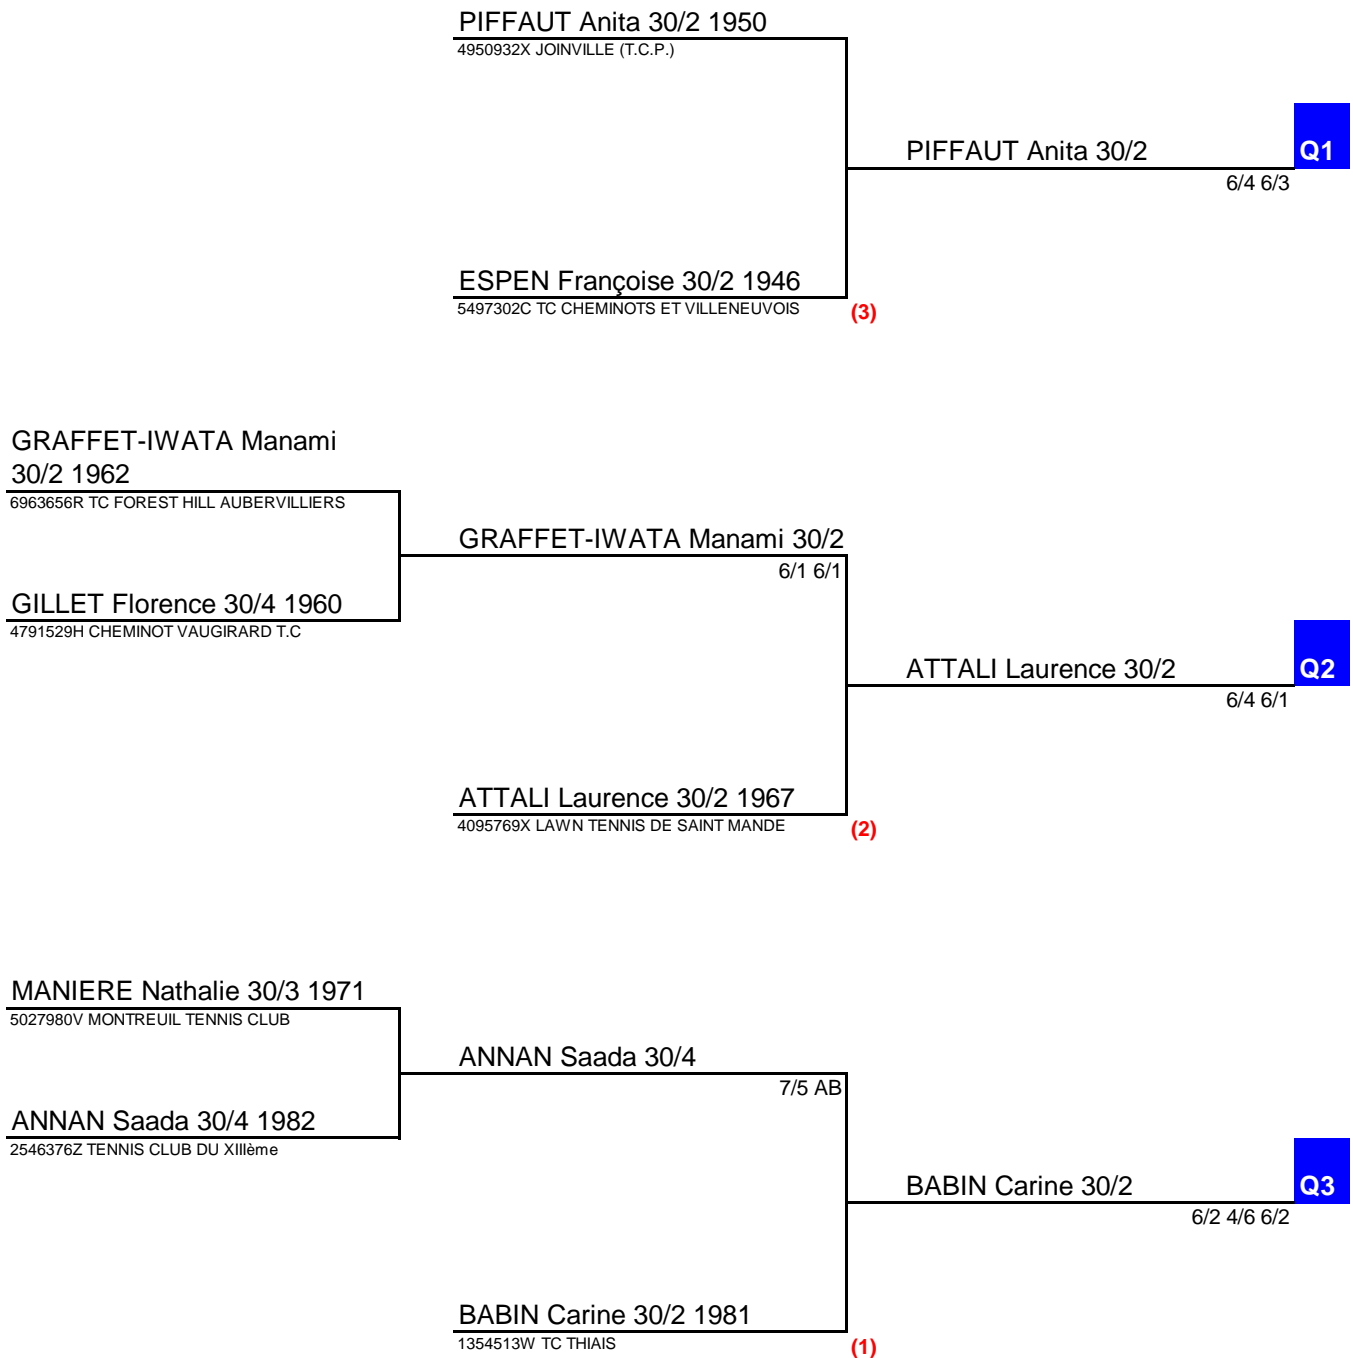 PIFFAUT Anita 30/2 1950
4950932X JOINVILLE (T.C.P.)
PIFFAUT Anita 30/2
Q1
6/4 6/3
ESPEN Françoise 30/2 1946
5497302C TC CHEMINOTS ET VILLENEUVOIS
(3)
GRAFFET-IWATA Manami
30/2 1962
6963656R TC FOREST HILL AUBERVILLIERS
GRAFFET-IWATA Manami 30/2
6/1 6/1
GILLET Florence 30/4 1960
4791529H CHEMINOT VAUGIRARD T.C
ATTALI Laurence 30/2
Q2
6/4 6/1
ATTALI Laurence 30/2 1967
4095769X LAWN TENNIS DE SAINT MANDE
(2)
MANIERE Nathalie 30/3 1971
5027980V MONTREUIL TENNIS CLUB
ANNAN Saada 30/4
7/5 AB
ANNAN Saada 30/4 1982
2546376Z TENNIS CLUB DU XIIIème
BABIN Carine 30/2
Q3
6/2 4/6 6/2
BABIN Carine 30/2 1981
1354513W TC THIAIS
(1)